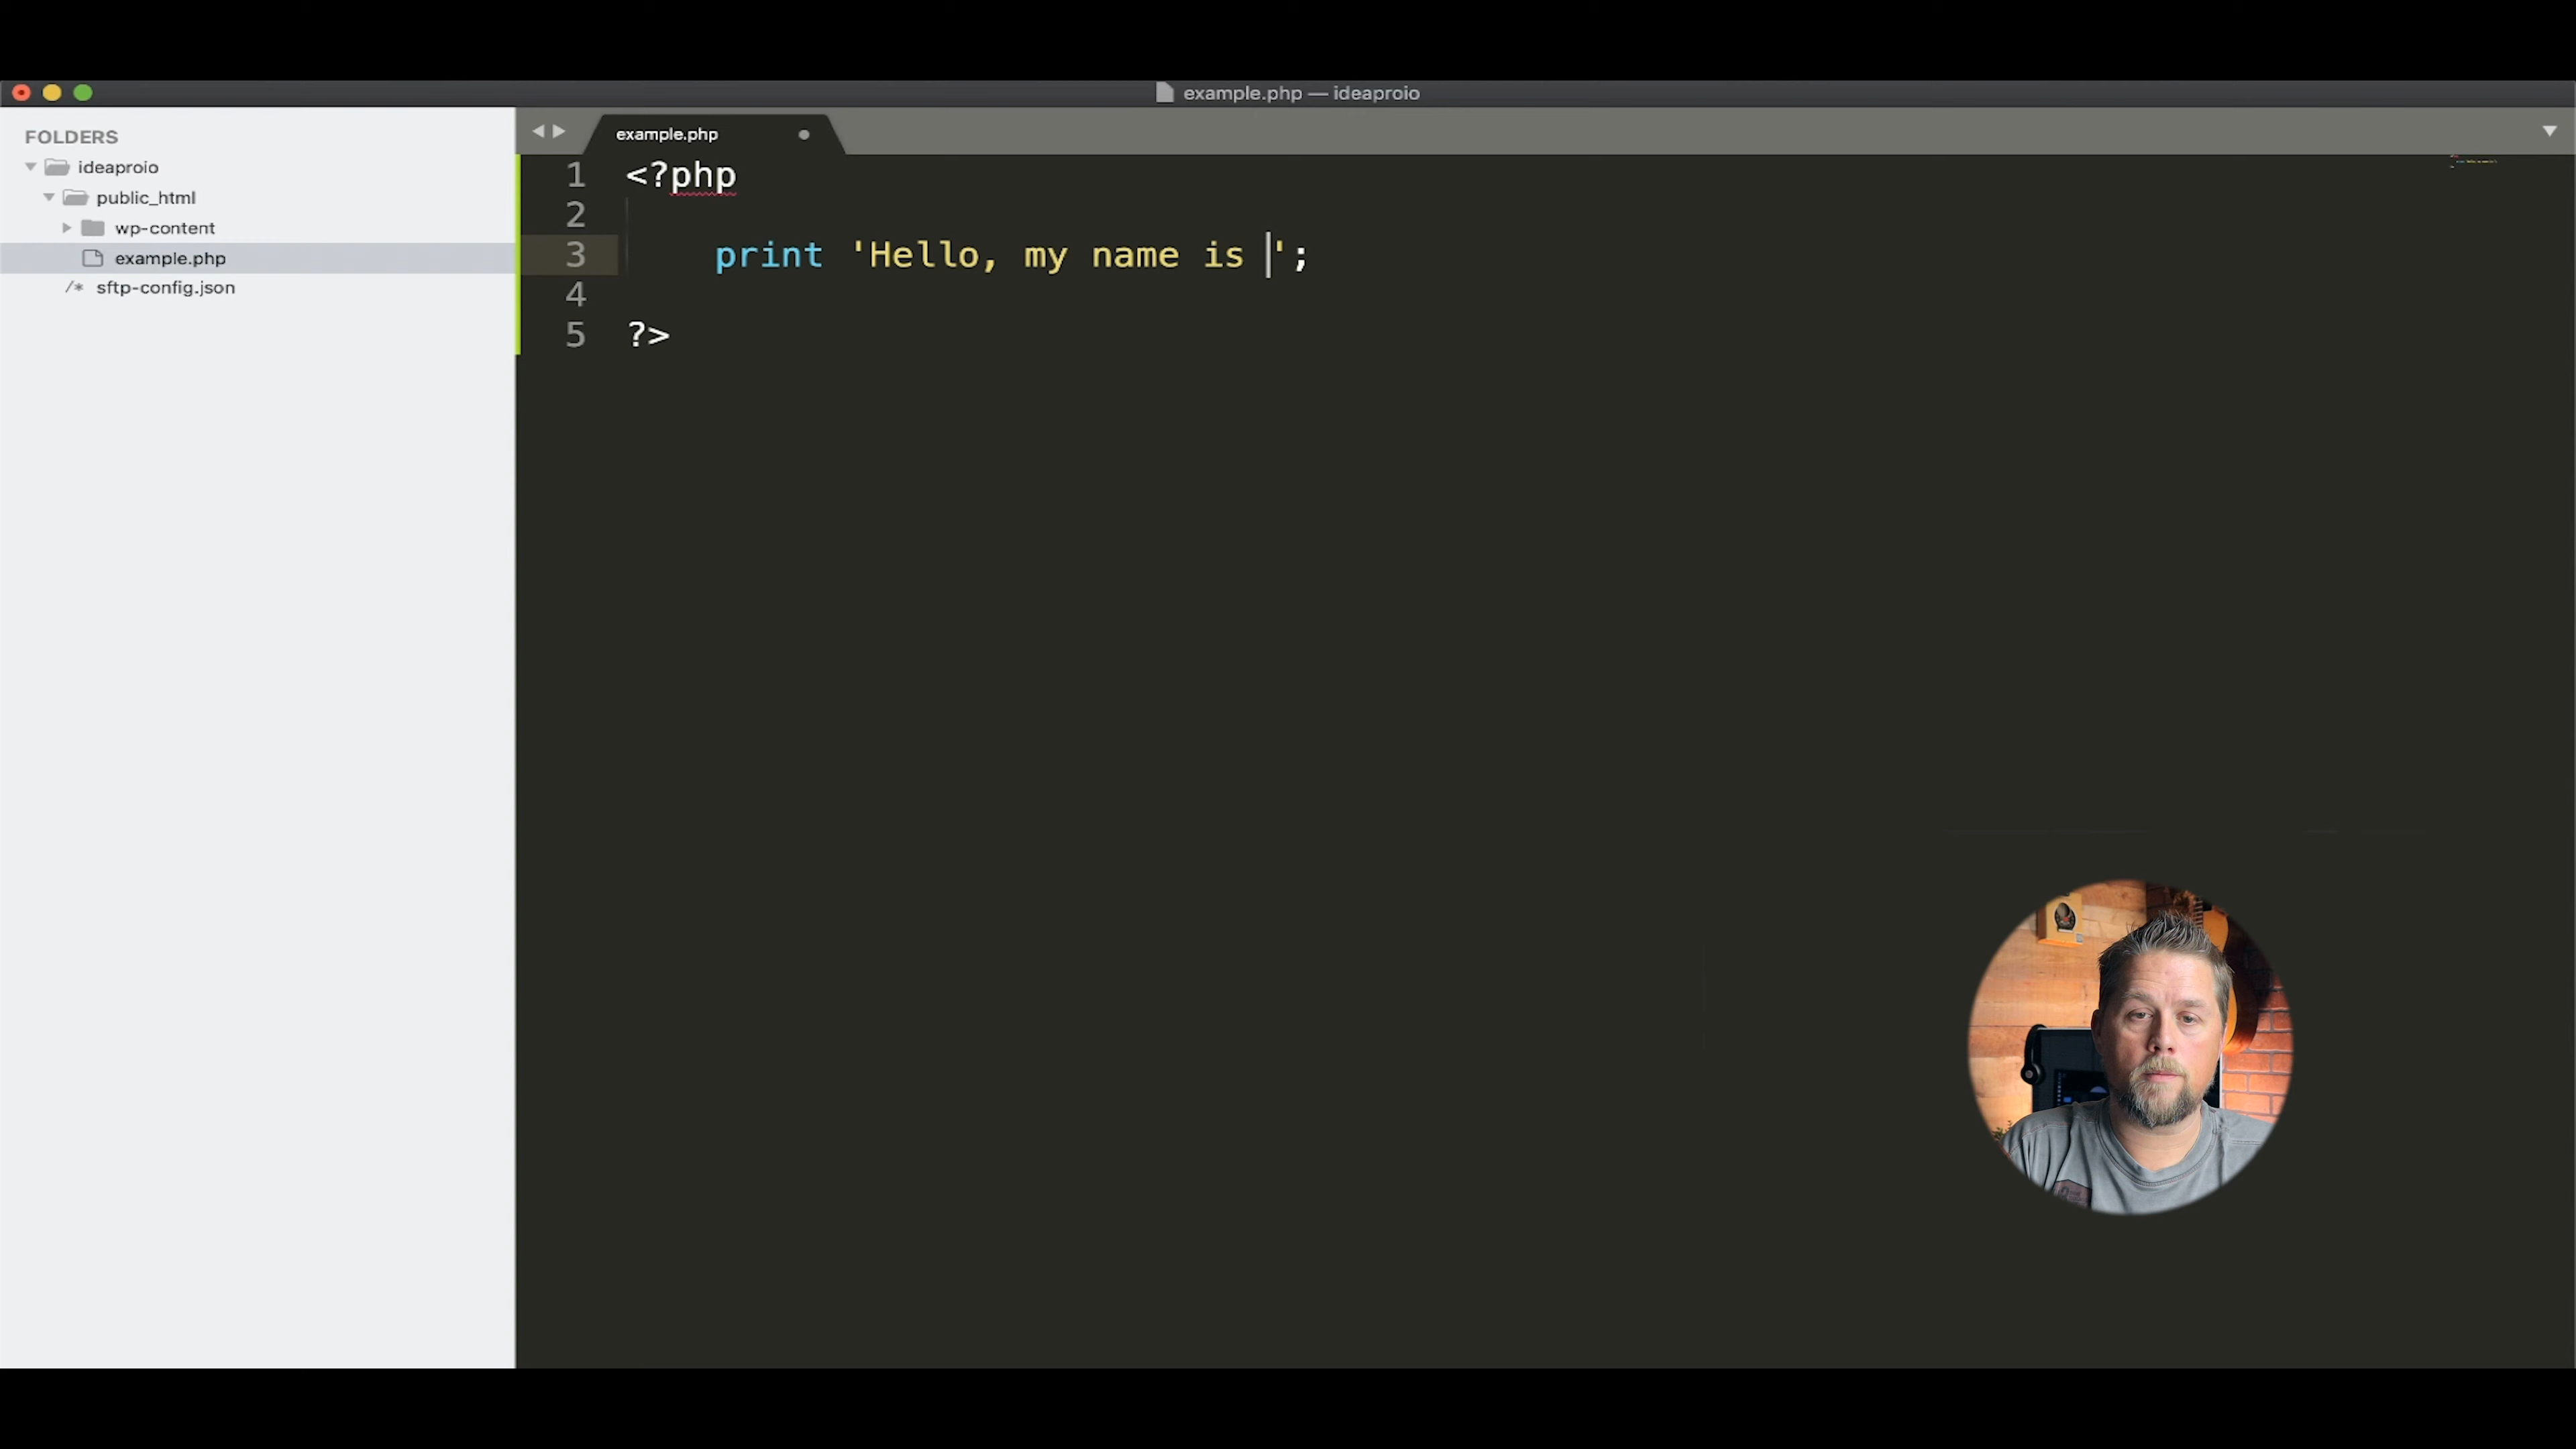 example.php — ideaproio
FOLDERS
ideaproio
public_html
wp-content
example.php
/* sftp-config.json
example.php
1 <?php
2
3 print 'Hello, my name is ';
4
5 ?>